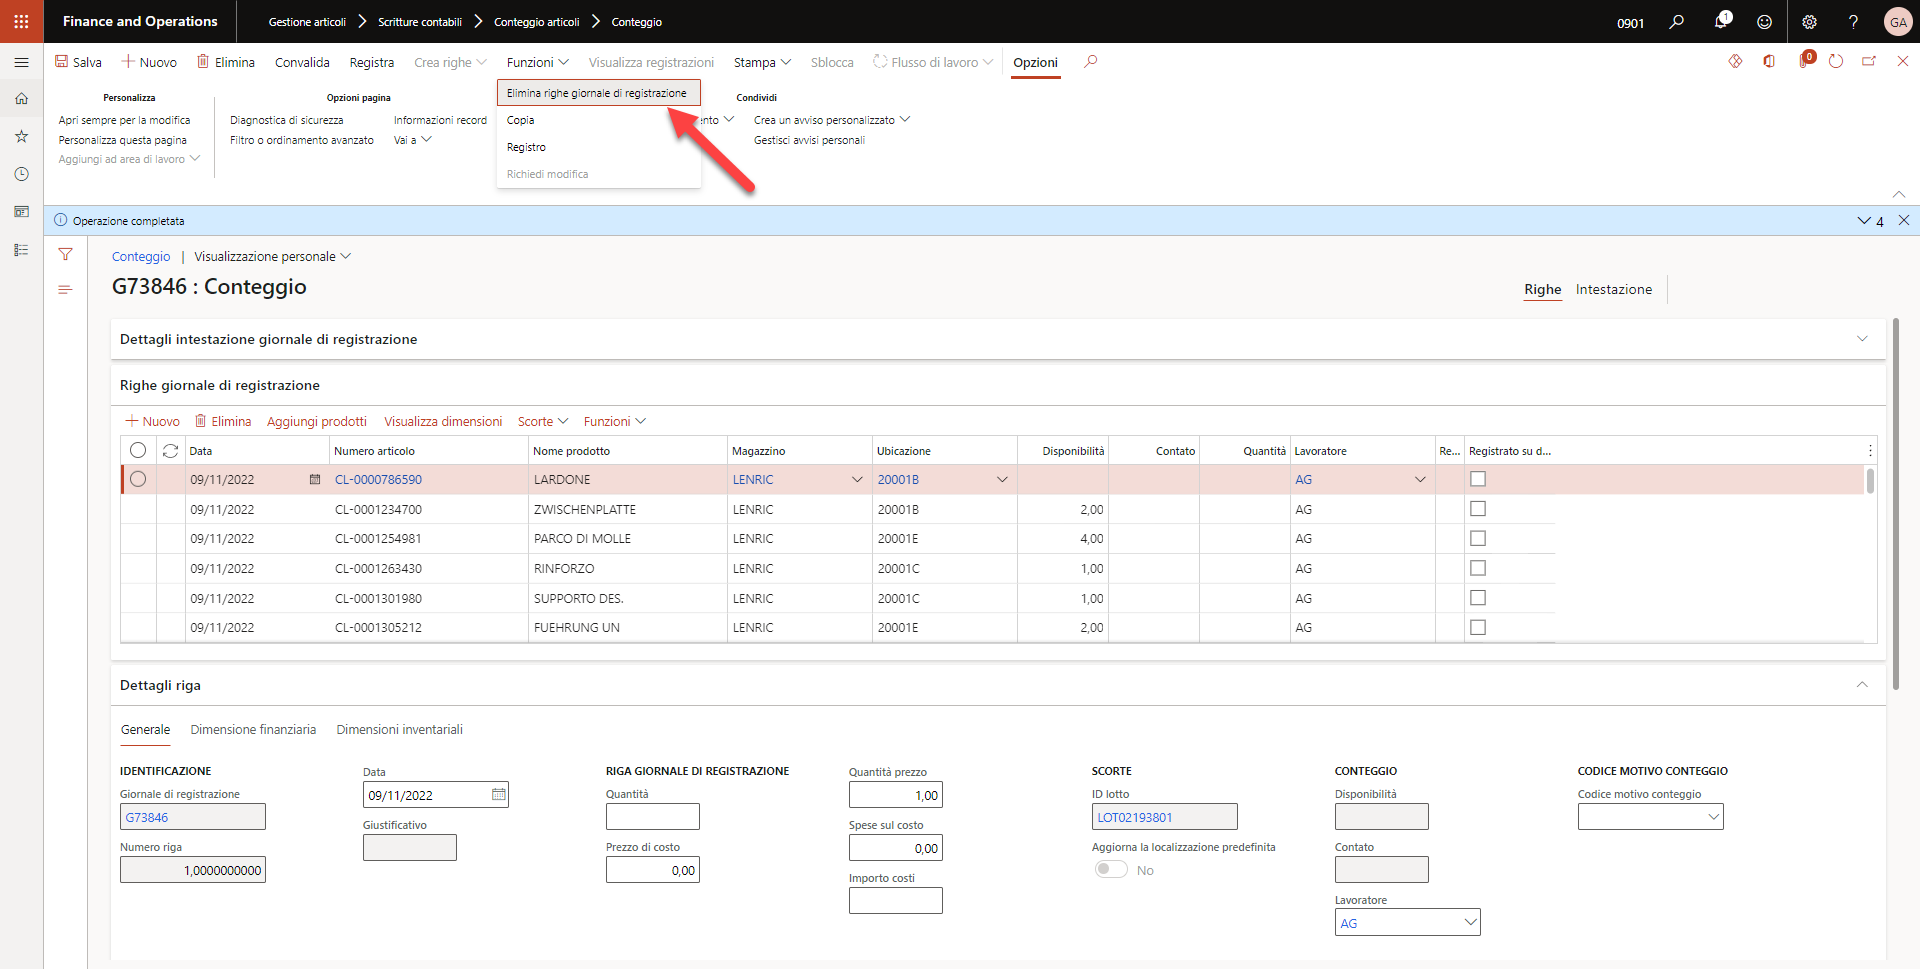 Finance and Operations
Gestione articoli
Scritture contabili
Conteggio articoli
Conteggio
0901
1
?
GA
Salva
Nuovo
Elimina
Convalida
Registra
Crea righe
Funzioni
Visualizza registrazioni
Stampa
Sblocca
Flusso di lavoro
Opzioni
0
Personalizza
Apri sempre per la modifica
Personalizza questa pagina
Aggiungi ad area di lavoro
Opzioni pagina
Diagnostica di sicurezza
Informazioni record
Filtro o ordinamento avanzato
Vai a
Elimina righe giornale di registrazione
Copia
Registro
Richiedi modifica
nto
Condividi
Crea un avviso personalizzato
Gestisci avvisi personali
Operazione completata
4
Conteggio | Visualizzazione personale
G73846 : Conteggio
Righe
Intestazione
Dettagli intestazione giornale di registrazione
Righe giornale di registrazione
Nuovo Elimina Aggiungi prodotti Visualizza dimensioni Scorte Funzioni
Data Numero articolo Nome prodotto Magazzino Ubicazione Disponibilità Contato Quantità Lavoratore Re... Registrato su d...
09/11/2022 CL-0000786590 LARDONE LENRIC 20001B AG
09/11/2022 CL-0001234700 ZWISCHENPLATTE LENRIC 20001B 2,00 AG
09/11/2022 CL-0001254981 PARCO DI MOLLE LENRIC 20001E 4,00 AG
09/11/2022 CL-0001263430 RINFORZO LENRIC 20001C 1,00 AG
09/11/2022 CL-0001301980 SUPPORTO DES. LENRIC 20001C 1,00 AG
09/11/2022 CL-0001305212 FUEHRUNG UN LENRIC 20001E 2,00 AG
Dettagli riga
Generale
Dimensione finanziaria
Dimensioni inventariali
IDENTIFICAZIONE
Giornale di registrazione
G73846
Numero riga
1,0000000000
Data
09/11/2022
Giustificativo
RIGA GIORNALE DI REGISTRAZIONE
Quantità
Prezzo di costo
0,00
Quantità prezzo
1,00
Spese sul costo
0,00
Importo costi
SCORTE
ID lotto
LOT02193801
Aggiorna la localizzazione predefinita
No
CONTEGGIO
Disponibilità
Contato
Lavoratore
AG
CODICE MOTIVO CONTEGGIO
Codice motivo conteggio